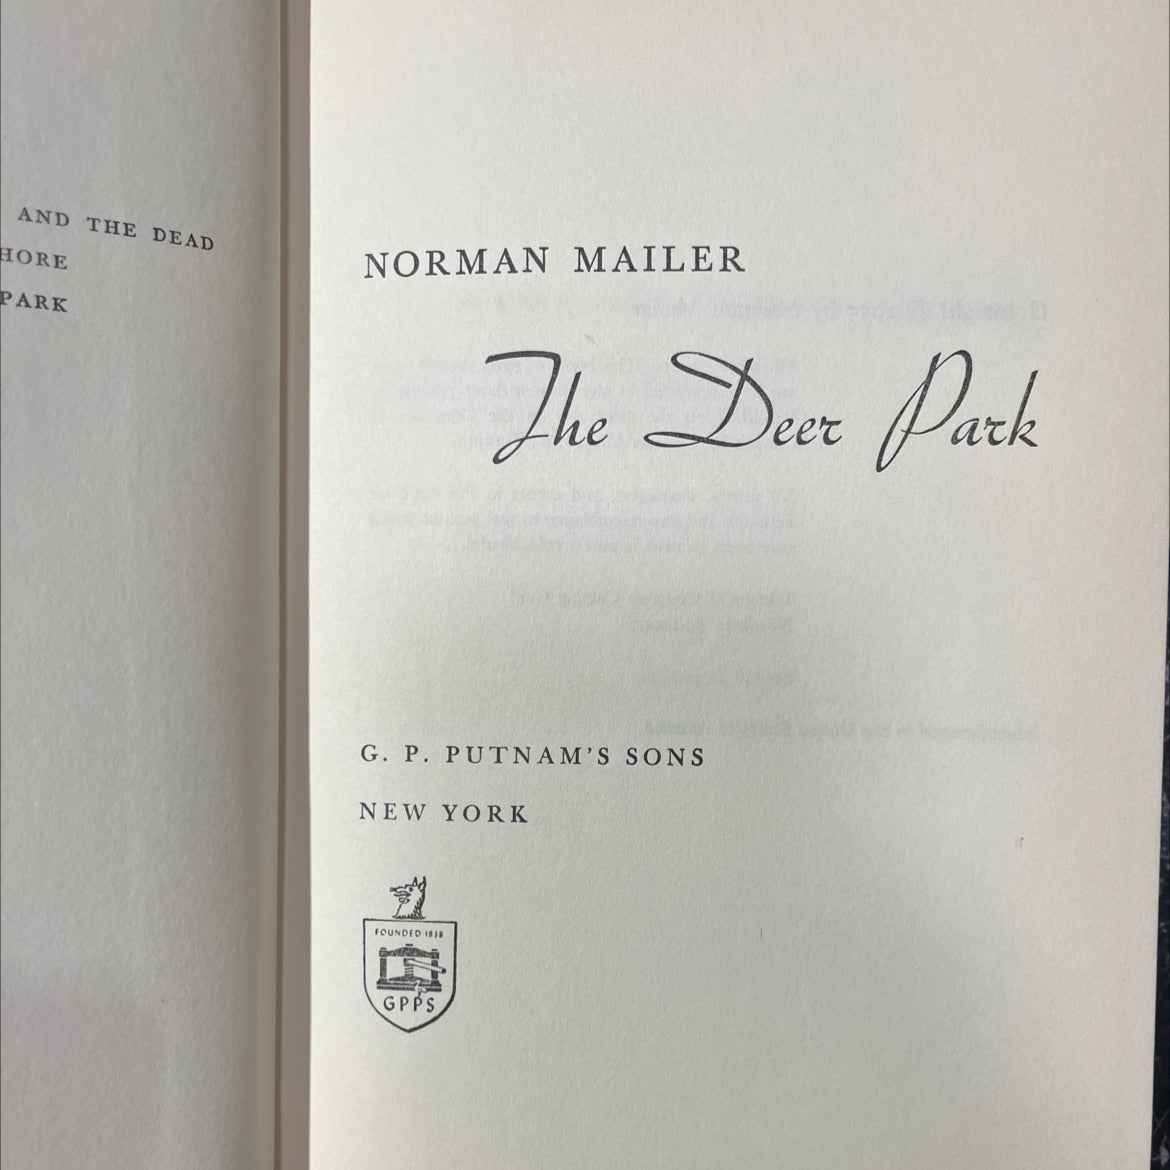 AND THE DEAD
HORE
PARK
NORMAN MAILER
The Deer Park
G. P. PUTNAM'S SONS
NEW YORK
FOUNDED 1838
GPPS